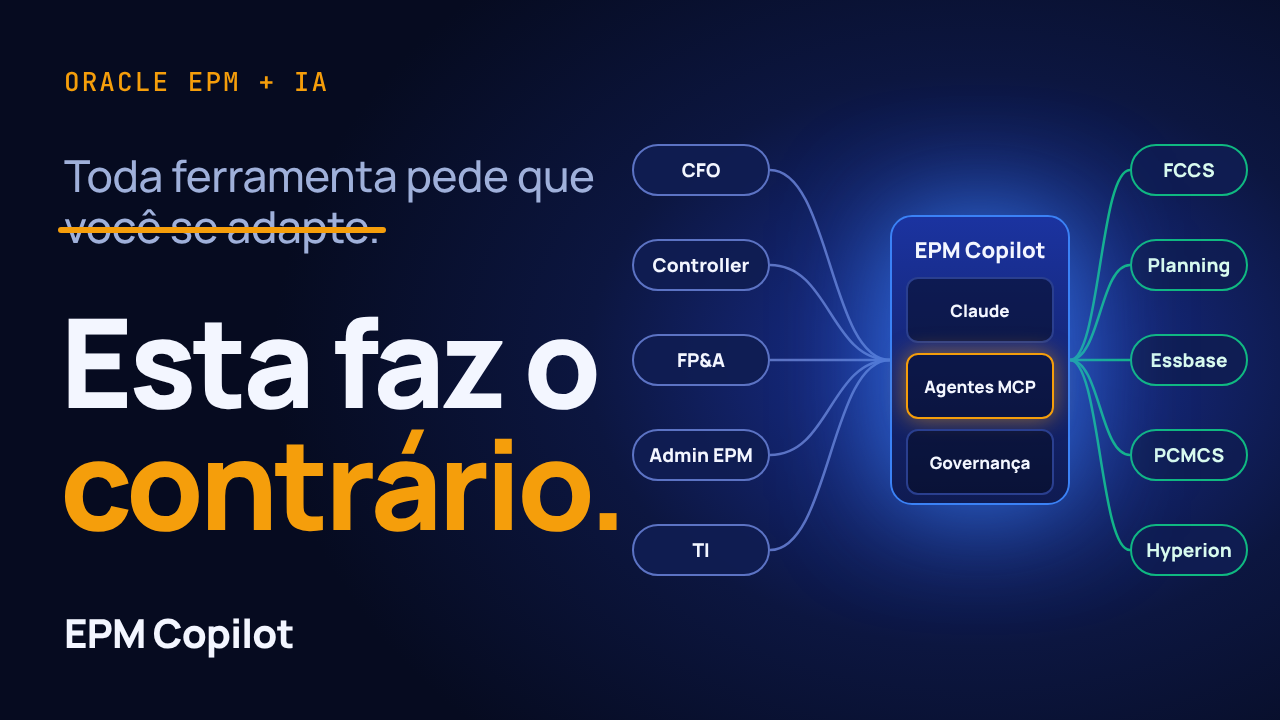 ORACLE EPM + IA
Toda ferramenta pede que
você se adapte.
Esta faz o
contrário.
EPM Copilot
CFO
Controller
FP&A
Admin EPM
TI
EPM Copilot
Claude
Agentes MCP
Governança
FCCS
Planning
Essbase
PCMCS
Hyperion